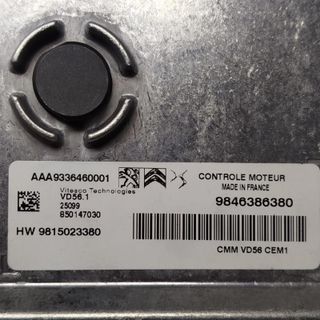 AAA9336460001
Vitesco Technologies
VD56.1
25099
850147030
HW 9815023380
CONTROLE MOTEUR
MADE IN FRANCE
9846386380
CMM VD56 CEM1